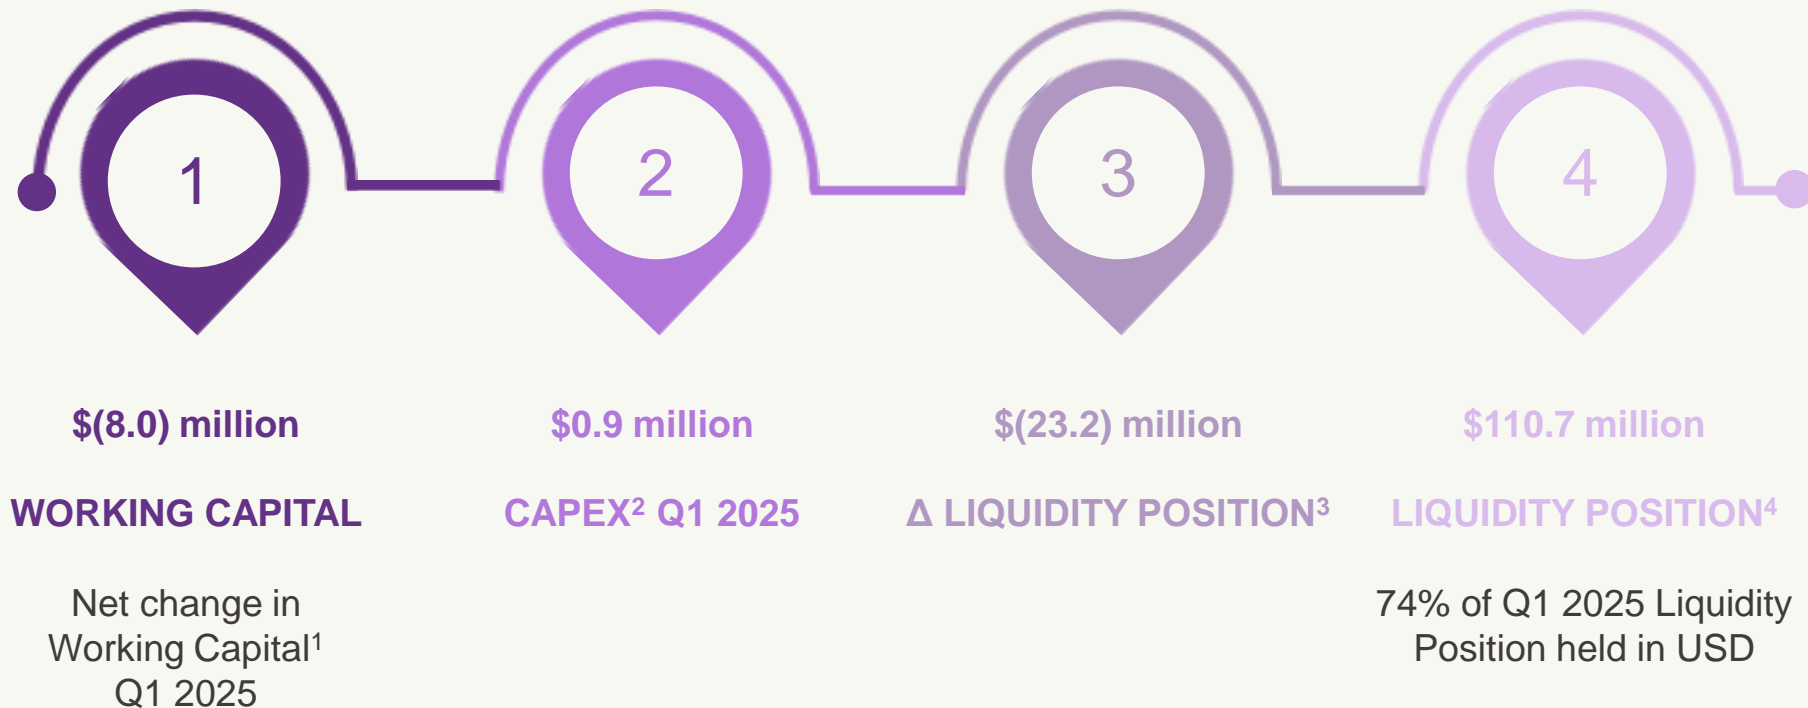 1
$(8.0) million
WORKING CAPITAL
Net change in
Working Capital¹
Q1 2025
2
$0.9 million
CAPEX² Q1 2025
3
$(23.2) million
Δ LIQUIDITY POSITION³
4
$110.7 million
LIQUIDITY POSITION⁴
74% of Q1 2025 Liquidity
Position held in USD